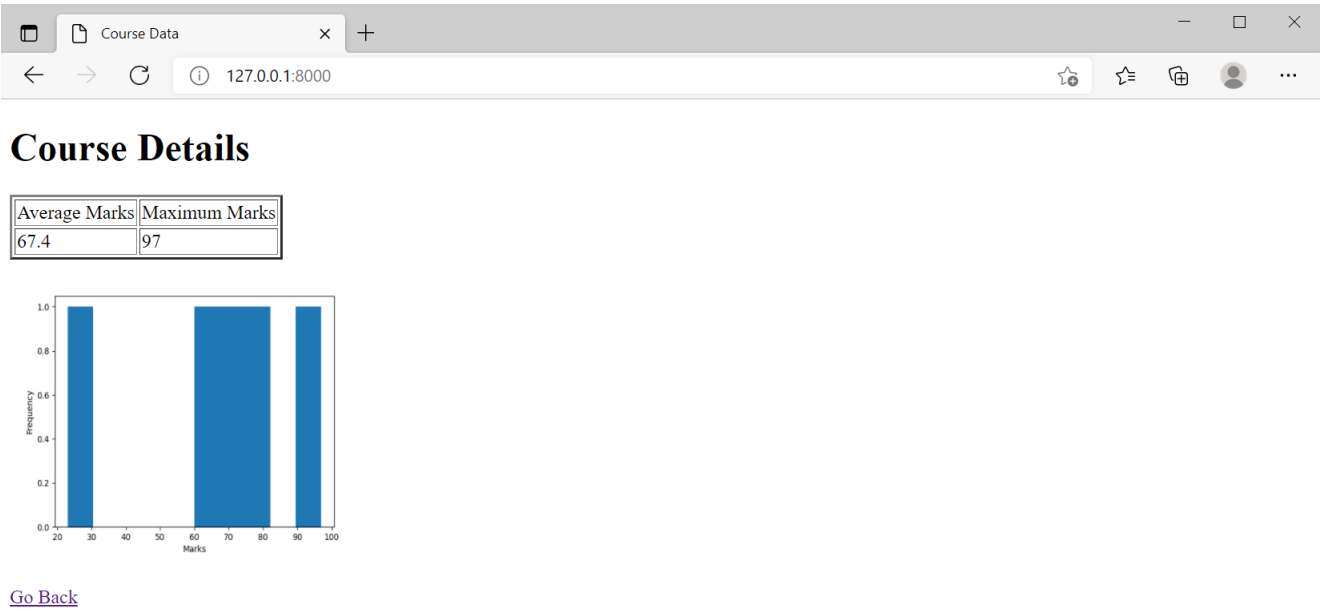 Course Data
127.0.0.1:8000
Course Details
Average Marks Maximum Marks
67.4 97
1.0
0.8
0.6
0.4
0.2
0.0
Frequency
20 30 40 50 60 70 80 90 100
Marks
Go Back